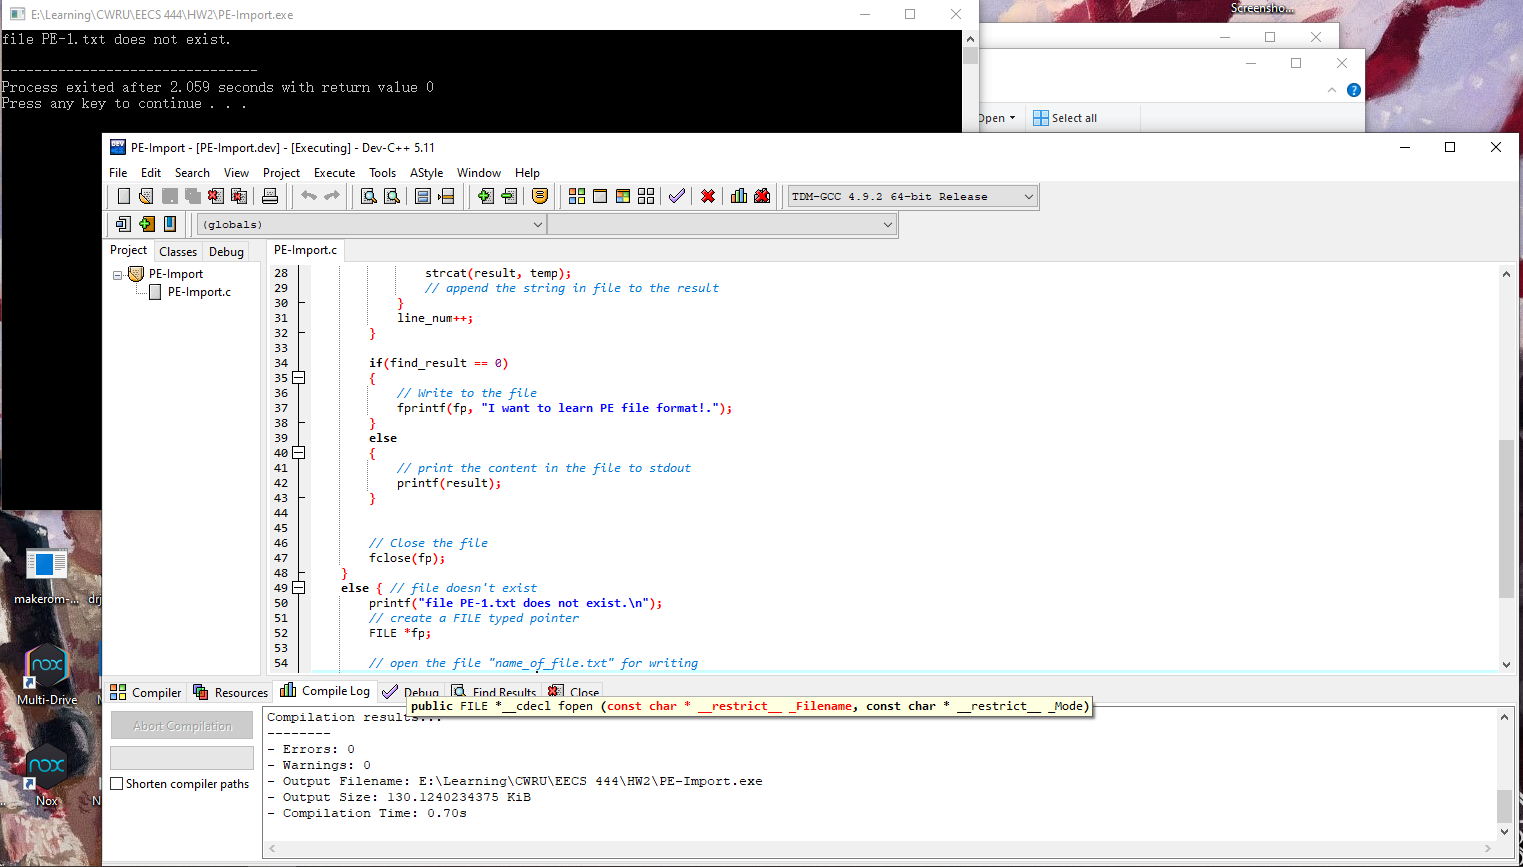 E:\Learning\CWRU\EECS 444\HW2\PE-Import.exe
file PE-1.txt does not exist.
--------------------------------
Process exited after 2.059 seconds with return value 0
Press any key to continue . . .
Screensho...
Open
Select all
PE-Import - [PE-Import.dev] - [Executing] - Dev-C++ 5.11
File Edit Search View Project Execute Tools AStyle Window Help
TDM-GCC 4.9.2 64-bit Release
(globals)
Project Classes Debug
PE-Import
PE-Import.c
PE-Import.c
28 strcat(result, temp);
29 // append the string in file to the result
30 }
31 line_num++;
32 }
33
34 if(find_result == 0)
35 {
36 // Write to the file
37 fprintf(fp, "I want to learn PE file format!.");
38 }
39 else
40 {
41 // print the content in the file to stdout
42 printf(result);
43 }
44
45
46 // Close the file
47 fclose(fp);
48 }
49 else { // file doesn't exist
50 printf("file PE-1.txt does not exist.\n");
51 // create a FILE typed pointer
52 FILE *fp;
53
54 // open the file "name_of_file.txt" for writing
Compiler Resources Compile Log Debug Find Results Close
public FILE *__cdecl fopen (const char * __restrict__ _Filename, const char * __restrict__ _Mode)
Abort Compilation
Shorten compiler paths
Compilation results...
--------
- Errors: 0
- Warnings: 0
- Output Filename: E:\Learning\CWRU\EECS 444\HW2\PE-Import.exe
- Output Size: 130.1240234375 KiB
- Compilation Time: 0.70s
makerom-...
nox
Multi-Drive
nox
Nox